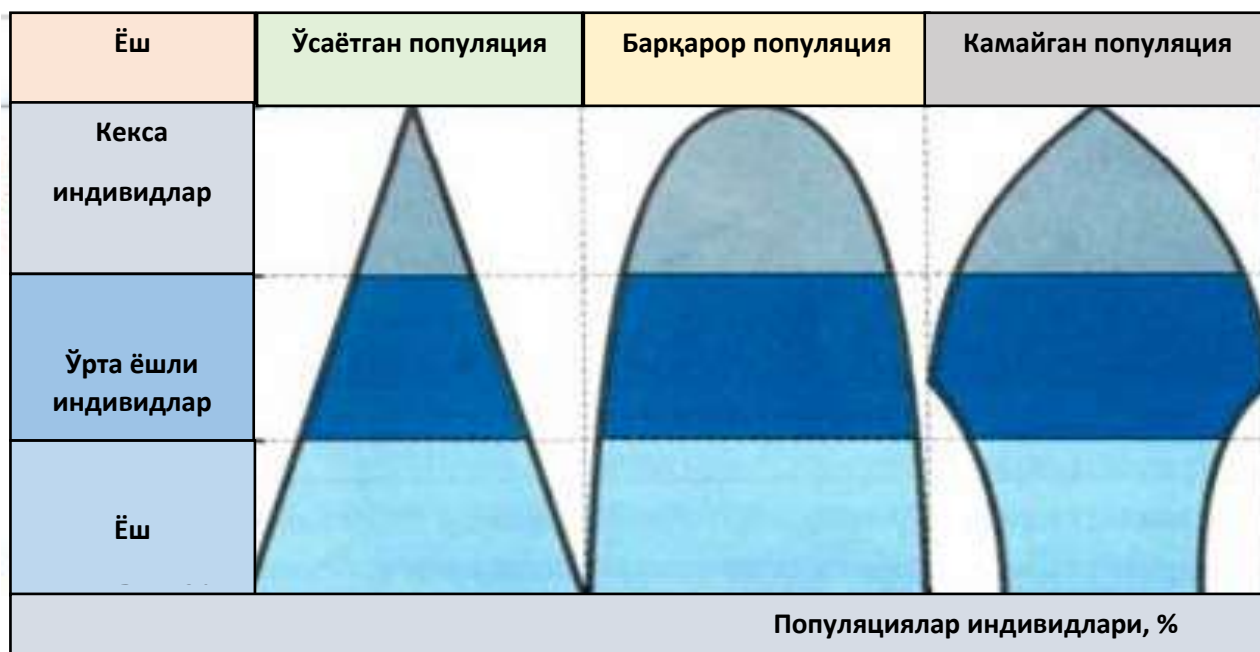 Ёш
Ўсаётган популяция
Барқарор популяция
Камайган популяция
Кекса
индивидлар
Ўрта ёшли
индивидлар
Ёш
Популяциялар индивидлари, %